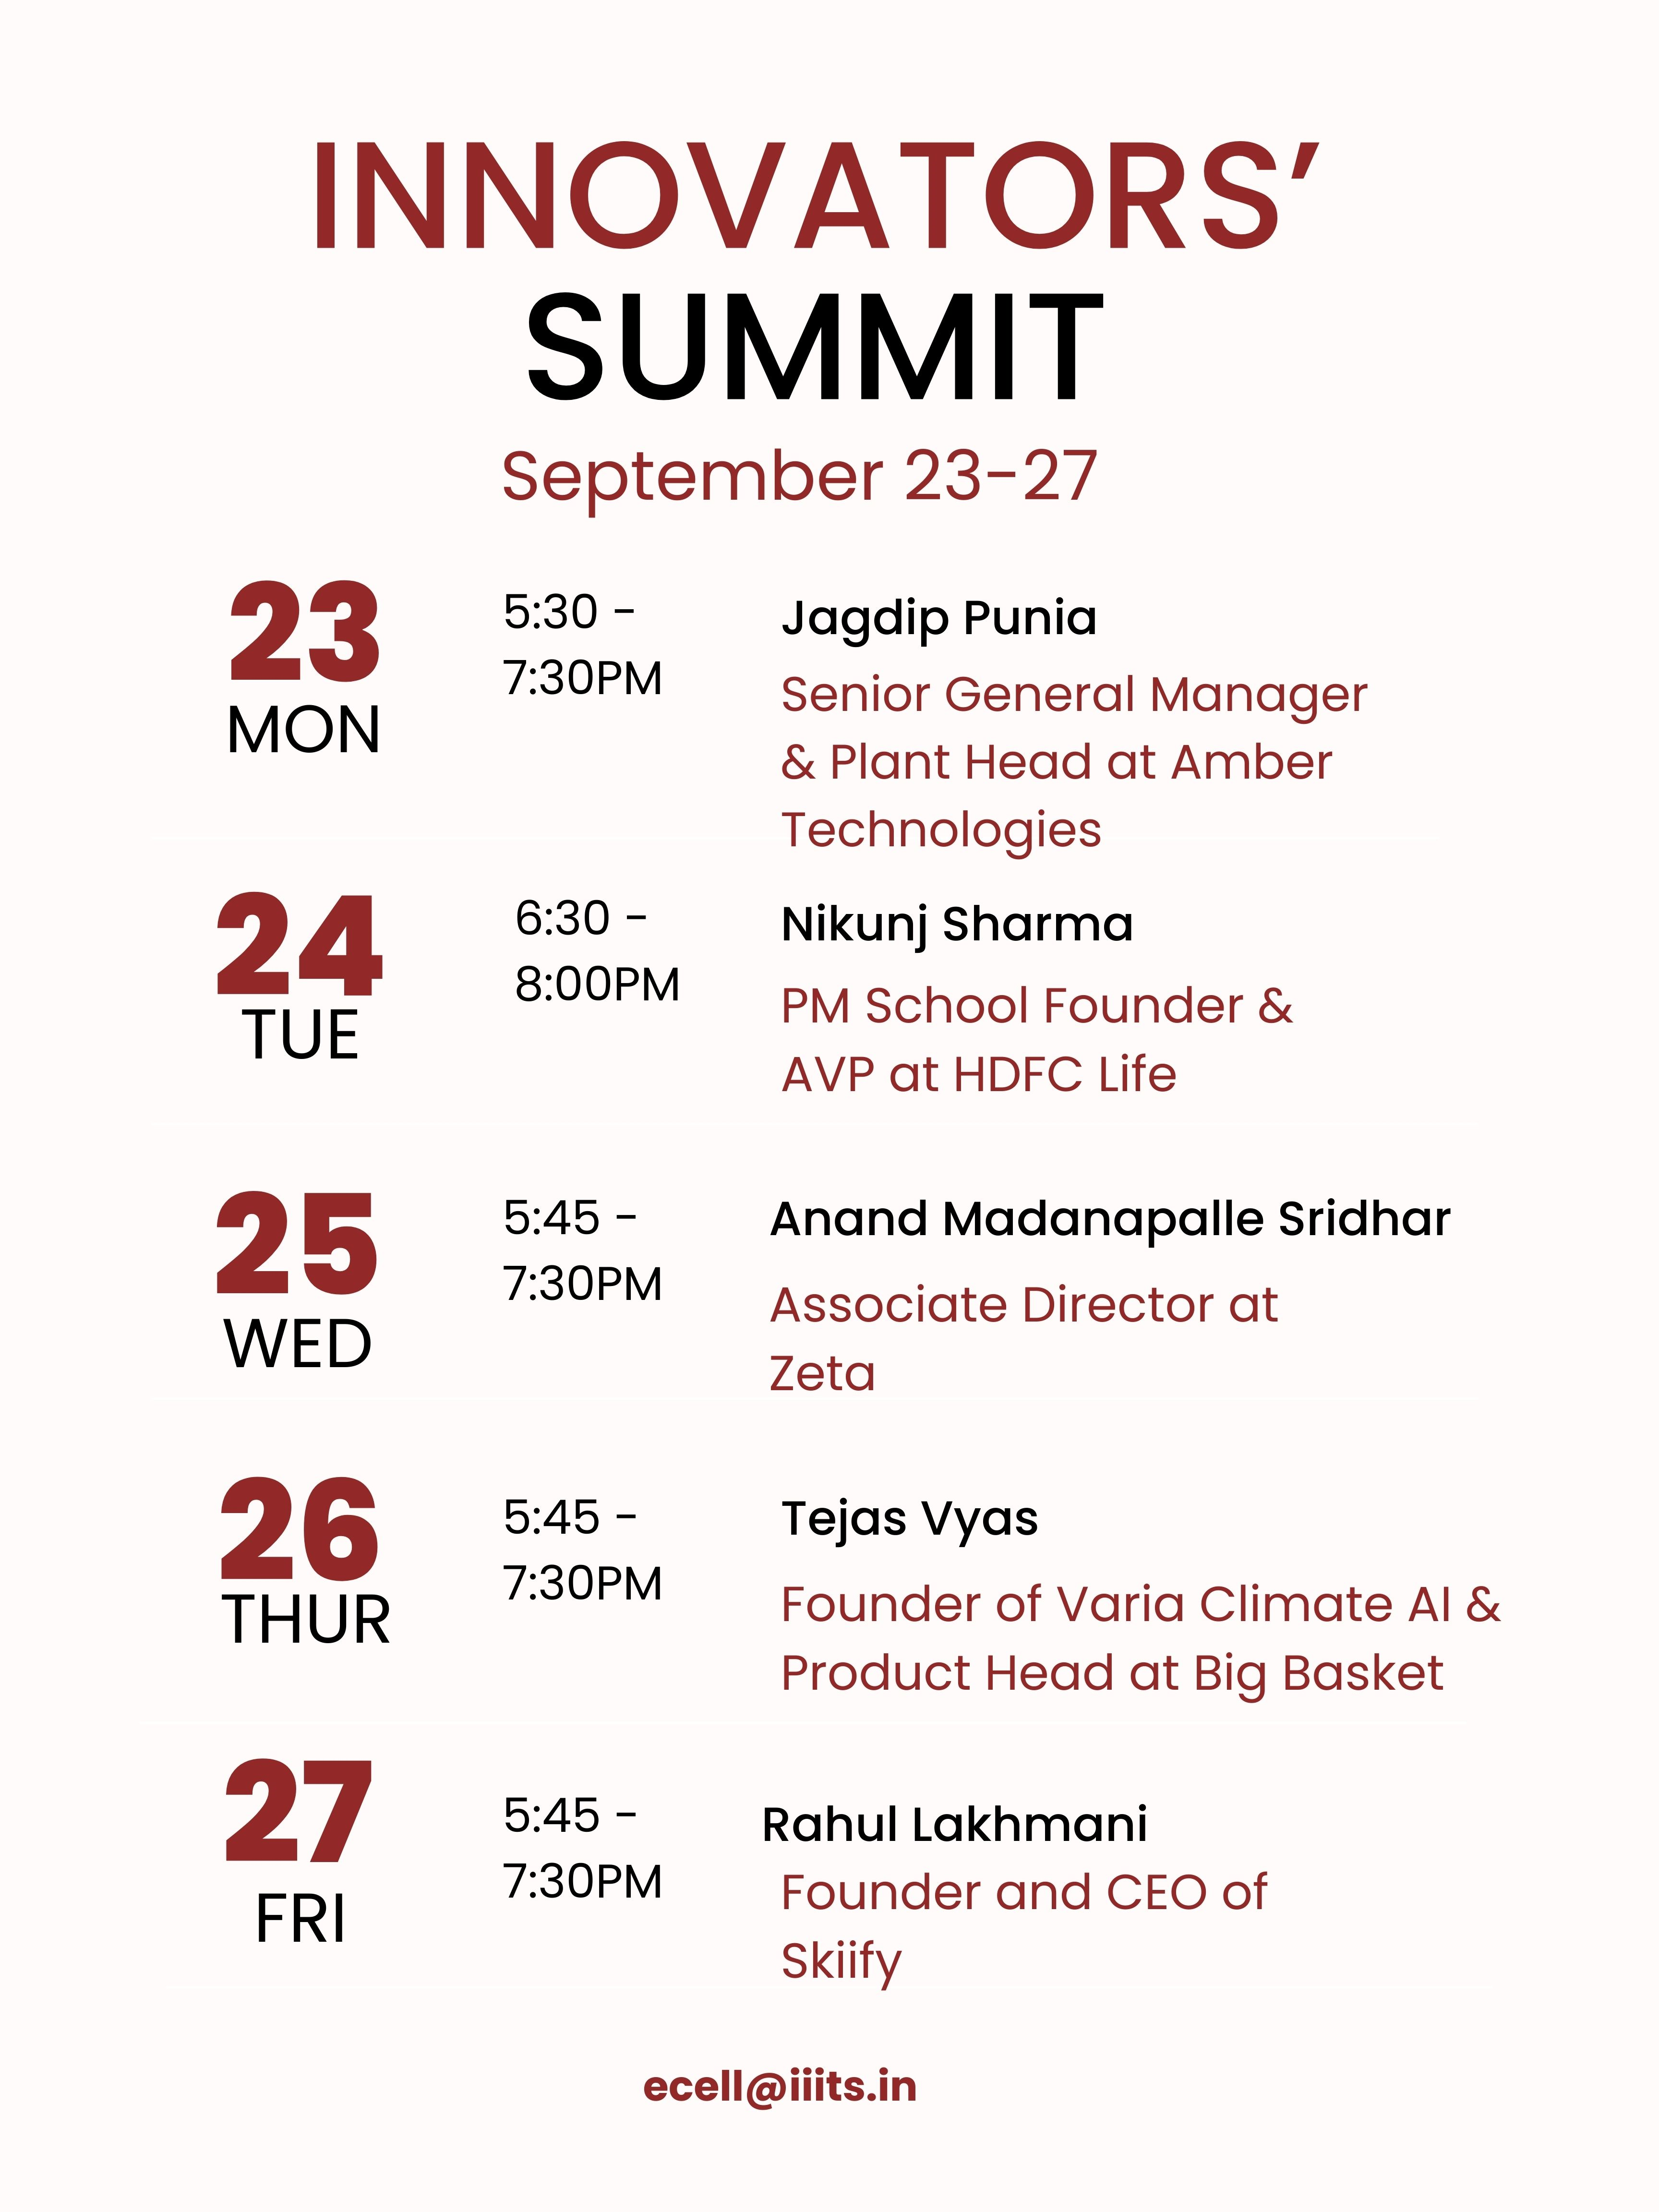 INNOVATORS’
SUMMIT
September 23-27
23
MON
5:30 -
7:30PM
Jagdip Punia
Senior General Manager
& Plant Head at Amber
Technologies
24
TUE
6:30 -
8:00PM
Nikunj Sharma
PM School Founder &
AVP at HDFC Life
25
WED
5:45 -
7:30PM
Anand Madanapalle Sridhar
Associate Director at
Zeta
26
THUR
5:45 -
7:30PM
Tejas Vyas
Founder of Varia Climate AI &
Product Head at Big Basket
27
FRI
5:45 -
7:30PM
Rahul Lakhmani
Founder and CEO of
Skiify
ecell@iiits.in